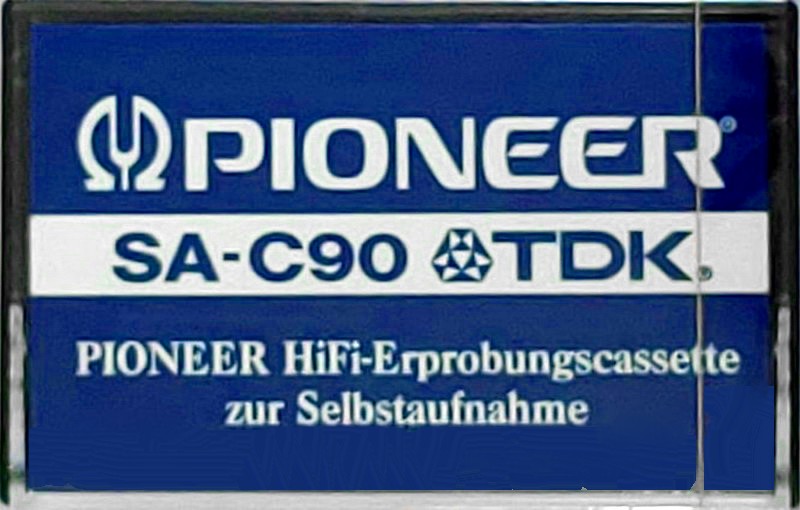 PIONEER®
SA-C90 TDK®
PIONEER HiFi-Erprobungscassette
zur Selbstaufnahme